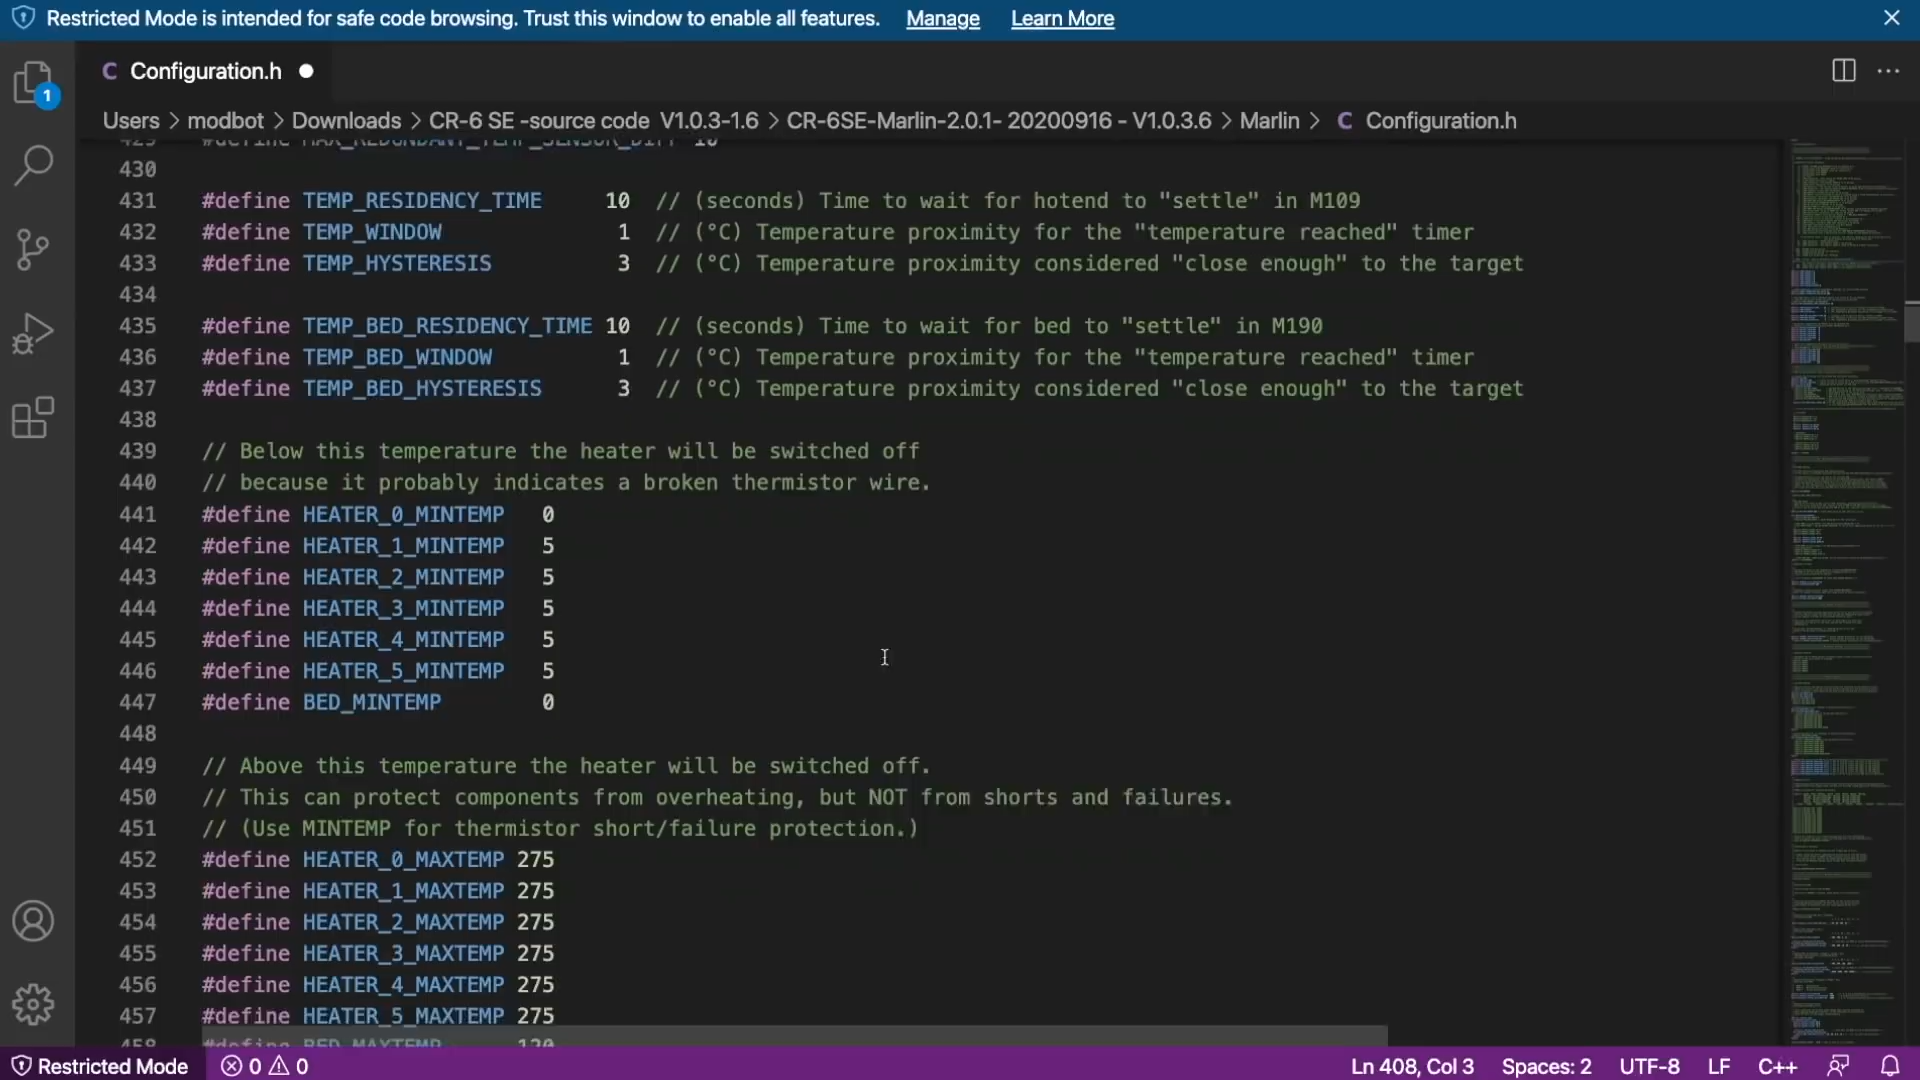 Restricted Mode is intended for safe code browsing. Trust this window to enable all features. Manage Learn More
1
C Configuration.h
Users > modbot > Downloads > CR-6 SE -source code V1.0.3-1.6 > CR-6SE-Marlin-2.0.1- 20200916 - V1.0.3.6 > Marlin > C Configuration.h
429 #define MAX_REDUNDANT_TEMP_SENSOR_DIFF 10
430
431 #define TEMP_RESIDENCY_TIME 10 // (seconds) Time to wait for hotend to "settle" in M109
432 #define TEMP_WINDOW 1 // (°C) Temperature proximity for the "temperature reached" timer
433 #define TEMP_HYSTERESIS 3 // (°C) Temperature proximity considered "close enough" to the target
434
435 #define TEMP_BED_RESIDENCY_TIME 10 // (seconds) Time to wait for bed to "settle" in M190
436 #define TEMP_BED_WINDOW 1 // (°C) Temperature proximity for the "temperature reached" timer
437 #define TEMP_BED_HYSTERESIS 3 // (°C) Temperature proximity considered "close enough" to the target
438
439 // Below this temperature the heater will be switched off
440 // because it probably indicates a broken thermistor wire.
441 #define HEATER_0_MINTEMP 0
442 #define HEATER_1_MINTEMP 5
443 #define HEATER_2_MINTEMP 5
444 #define HEATER_3_MINTEMP 5
445 #define HEATER_4_MINTEMP 5
446 #define HEATER_5_MINTEMP 5
447 #define BED_MINTEMP 0
448
449 // Above this temperature the heater will be switched off.
450 // This can protect components from overheating, but NOT from shorts and failures.
451 // (Use MINTEMP for thermistor short/failure protection.)
452 #define HEATER_0_MAXTEMP 275
453 #define HEATER_1_MAXTEMP 275
454 #define HEATER_2_MAXTEMP 275
455 #define HEATER_3_MAXTEMP 275
456 #define HEATER_4_MAXTEMP 275
457 #define HEATER_5_MAXTEMP 275
458 #define BED_MAXTEMP 120
Restricted Mode 0 0 Ln 408, Col 3 Spaces: 2 UTF-8 LF C++